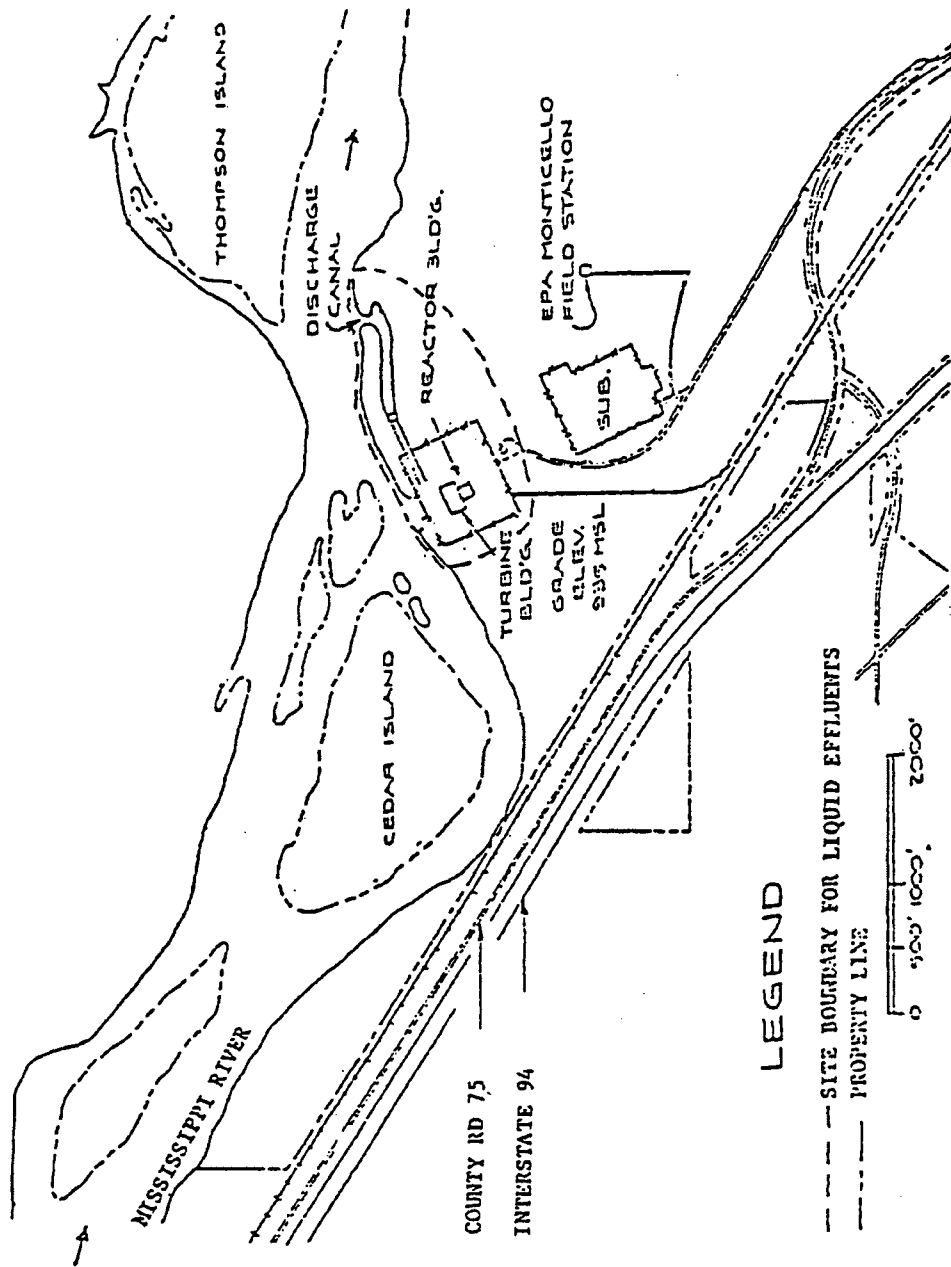 THOMPSON ISLAND
DISCHARGE
CANAL
REACTOR BLD'G.
EPA MONTICELLO
FIELD STATION
SUB.
TURBINE
BLD'G.
GRADE
ELEV.
935 MSL
CEDAR ISLAND
MISSISSIPPI RIVER
COUNTY RD 75
INTERSTATE 94
LEGEND
SITE BOUNDARY FOR LIQUID EFFLUENTS
PROPERTY LINE
0 500' 1000' 2000'